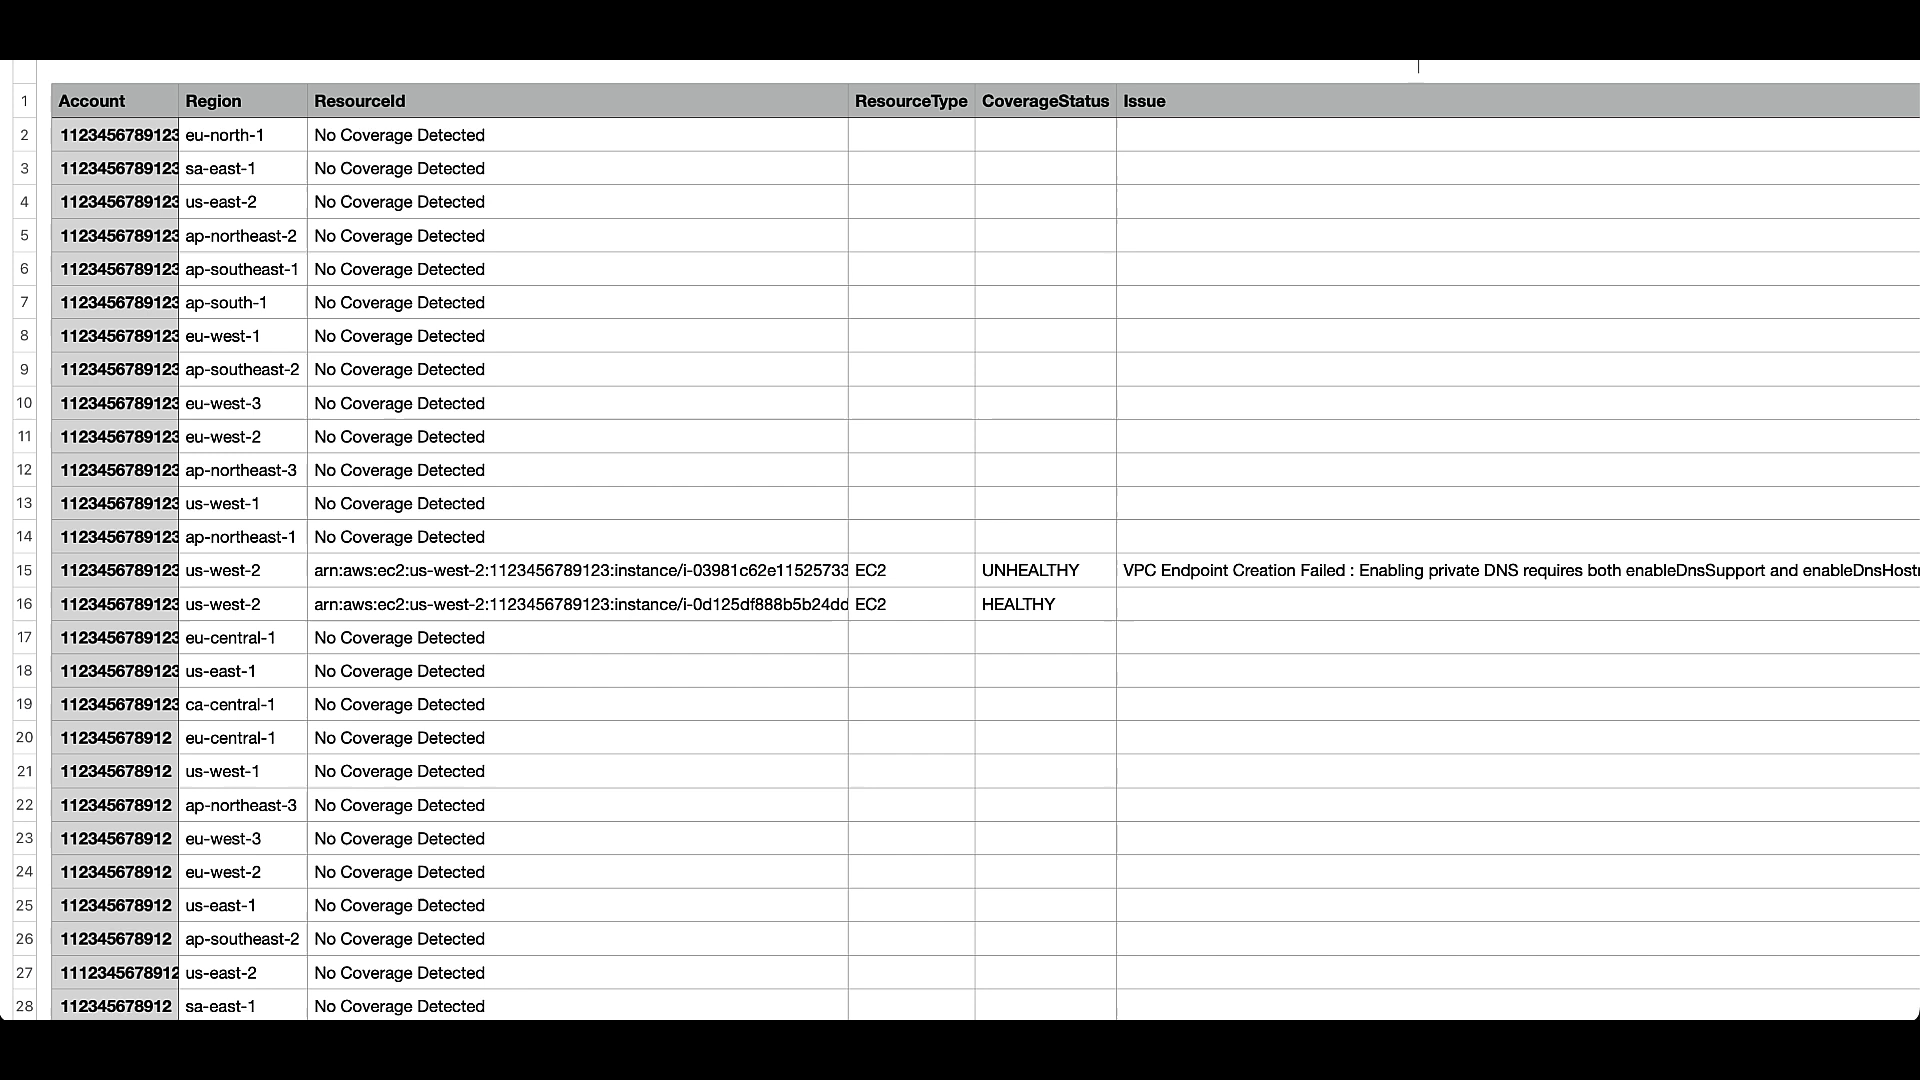 1 Account Region ResourceId ResourceType CoverageStatus Issue
2 1123456789123 eu-north-1 No Coverage Detected
3 1123456789123 sa-east-1 No Coverage Detected
4 1123456789123 us-east-2 No Coverage Detected
5 1123456789123 ap-northeast-2 No Coverage Detected
6 1123456789123 ap-southeast-1 No Coverage Detected
7 1123456789123 ap-south-1 No Coverage Detected
8 1123456789123 eu-west-1 No Coverage Detected
9 1123456789123 ap-southeast-2 No Coverage Detected
10 1123456789123 eu-west-3 No Coverage Detected
11 1123456789123 eu-west-2 No Coverage Detected
12 1123456789123 ap-northeast-3 No Coverage Detected
13 1123456789123 us-west-1 No Coverage Detected
14 1123456789123 ap-northeast-1 No Coverage Detected
15 1123456789123 us-west-2 arn:aws:ec2:us-west-2:1123456789123:instance/i-03981c62e11525733 EC2 UNHEALTHY VPC Endpoint Creation Failed : Enabling private DNS requires both enableDnsSupport and enableDnsHost
16 1123456789123 us-west-2 arn:aws:ec2:us-west-2:1123456789123:instance/i-0d125df888b5b24dd EC2 HEALTHY
17 1123456789123 eu-central-1 No Coverage Detected
18 1123456789123 us-east-1 No Coverage Detected
19 1123456789123 ca-central-1 No Coverage Detected
20 112345678912 eu-central-1 No Coverage Detected
21 112345678912 us-west-1 No Coverage Detected
22 112345678912 ap-northeast-3 No Coverage Detected
23 112345678912 eu-west-3 No Coverage Detected
24 112345678912 eu-west-2 No Coverage Detected
25 112345678912 us-east-1 No Coverage Detected
26 112345678912 ap-southeast-2 No Coverage Detected
27 1112345678912 us-east-2 No Coverage Detected
28 112345678912 sa-east-1 No Coverage Detected